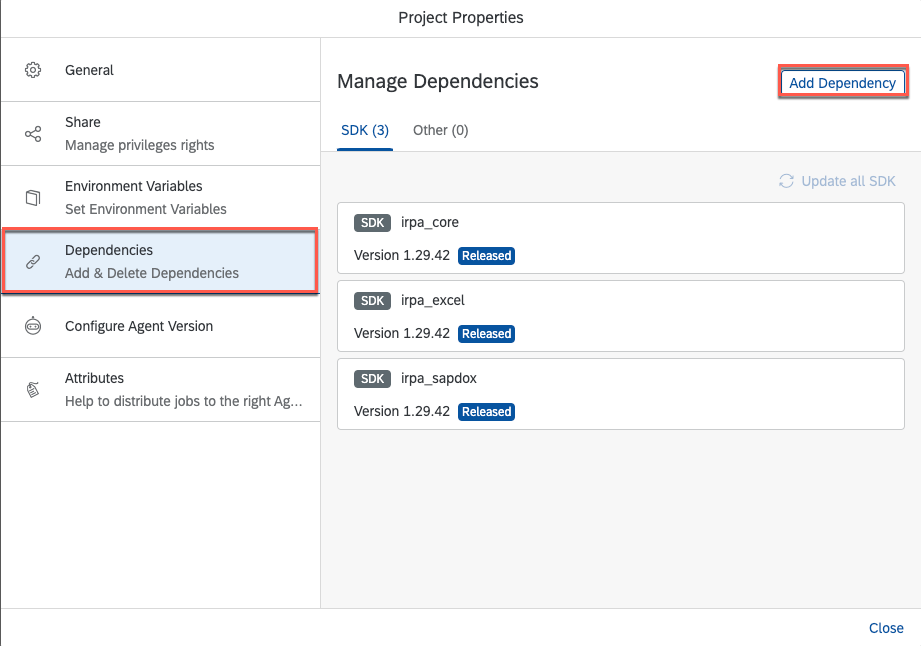 Project Properties
General
Share
Manage privileges rights
Environment Variables
Set Environment Variables
Dependencies
Add & Delete Dependencies
Configure Agent Version
Attributes
Help to distribute jobs to the right Ag...
Manage Dependencies
Add Dependency
SDK (3) Other (0)
Update all SDK
SDK irpa_core
Version 1.29.42 Released
SDK irpa_excel
Version 1.29.42 Released
SDK irpa_sapdox
Version 1.29.42 Released
Close